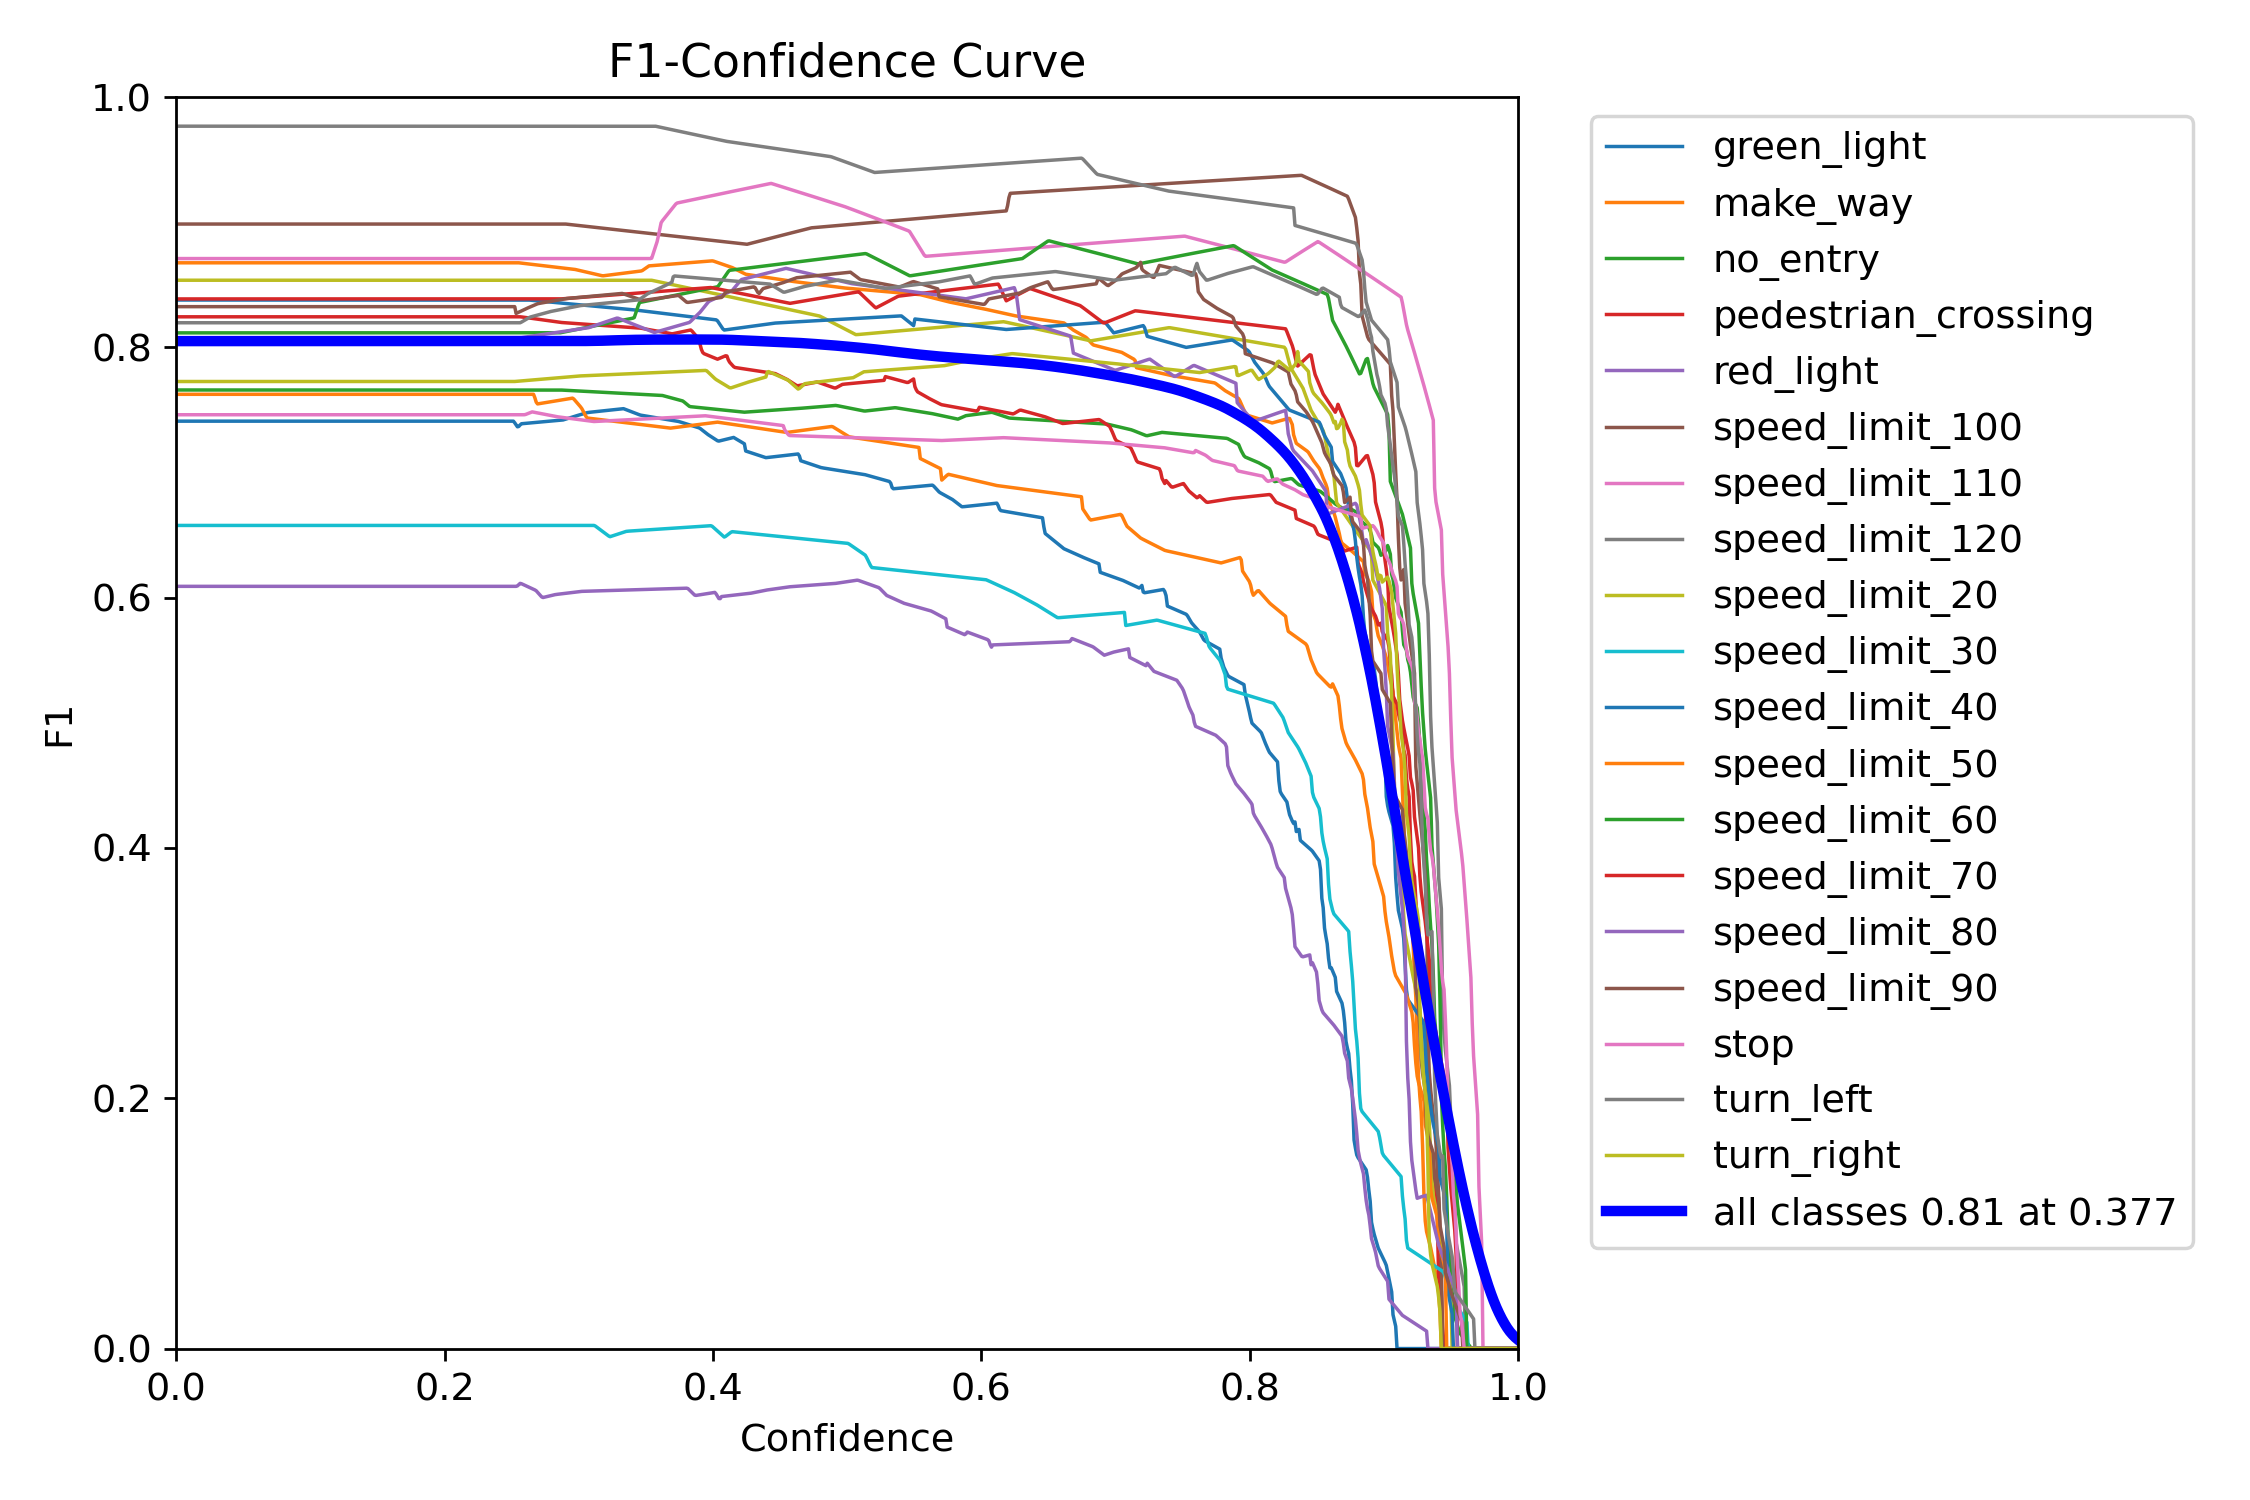 F1-Confidence Curve
1.0
0.8
0.6
0.4
0.2
0.0
F1
0.0 0.2 0.4 0.6 0.8 1.0
Confidence
green_light
make_way
no_entry
pedestrian_crossing
red_light
speed_limit_100
speed_limit_110
speed_limit_120
speed_limit_20
speed_limit_30
speed_limit_40
speed_limit_50
speed_limit_60
speed_limit_70
speed_limit_80
speed_limit_90
stop
turn_left
turn_right
all classes 0.81 at 0.377